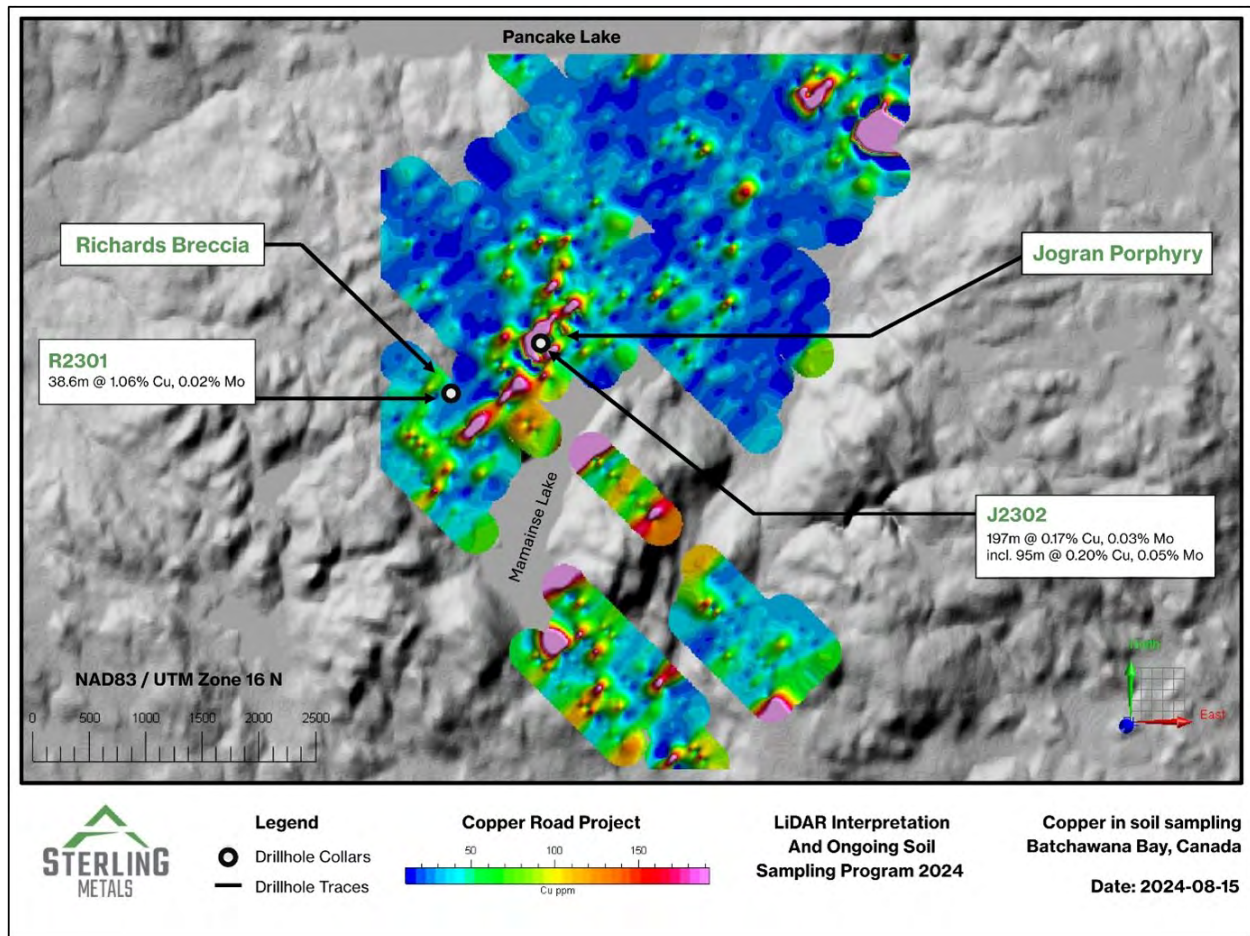 Pancake Lake
Richards Breccia
Jogran Porphyry
R2301
38.6m @ 1.06% Cu, 0.02% Mo
Mamainse Lake
J2302
197m @ 0.17% Cu, 0.03% Mo
incl. 95m @ 0.20% Cu, 0.05% Mo
NAD83 / UTM Zone 16 N
0 500 1000 1500 2000 2500
North
East
STERLING
METALS
Legend
Drillhole Collars
Drillhole Traces
Copper Road Project
50 100 150
Cu ppm
LiDAR Interpretation
And Ongoing Soil
Sampling Program 2024
Copper in soil sampling
Batchawana Bay, Canada
Date: 2024-08-15